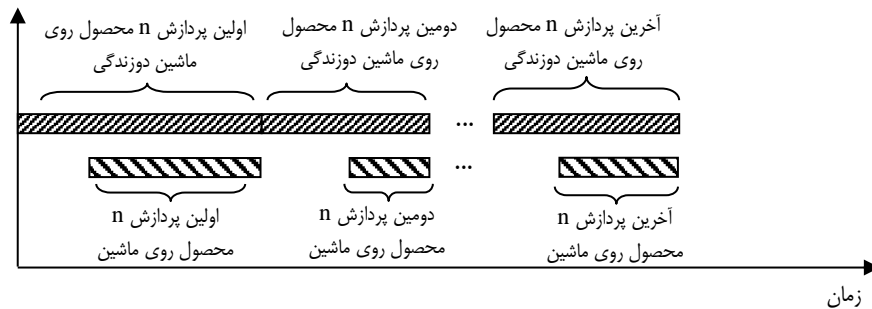 اولین پردازش n محصول روی
ماشین دوزندگی
دومین پردازش n محصول
روی ماشین دوزندگی
آخرین پردازش n محصول
روی ماشین دوزندگی
...
...
اولین پردازش n
محصول روی ماشین
دومین پردازش n
محصول روی ماشین
آخرین پردازش n
محصول روی ماشین
زمان